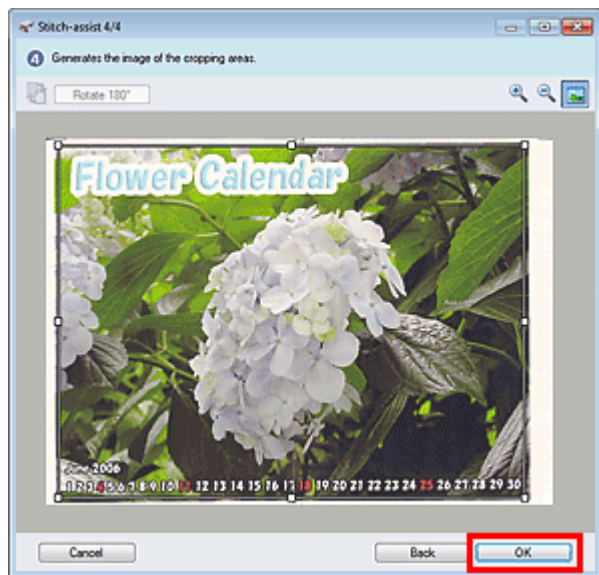 Stitch-assist 4/4
4 Generates the image of the cropping areas.
Rotate 180°
Flower Calendar
June 2006
1 2 3 4 5 6 7 8 9 10 11 12 13 14 15 16 17 18 19 20 21 22 23 24 25 26 27 28 29 30
Cancel
Back
OK